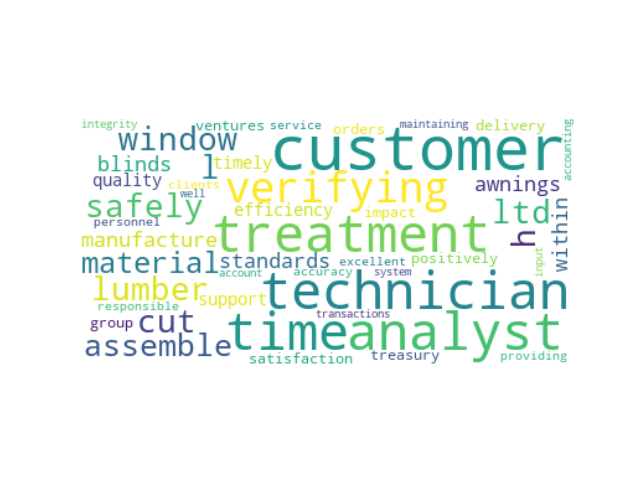 integrity
ventures
service
orders
maintaining
delivery
accounting
window
customer
blinds
l
timely
quality
clients
verifying
awnings
safely
well
efficiency
impact
ltd
personnel
within
manufacture
treatment
h
material
standards
excellent
positively
input
account
accuracy
system
lumber
support
technician
responsible
transactions
group
cut
time
analyst
assemble
satisfaction
treasury
providing